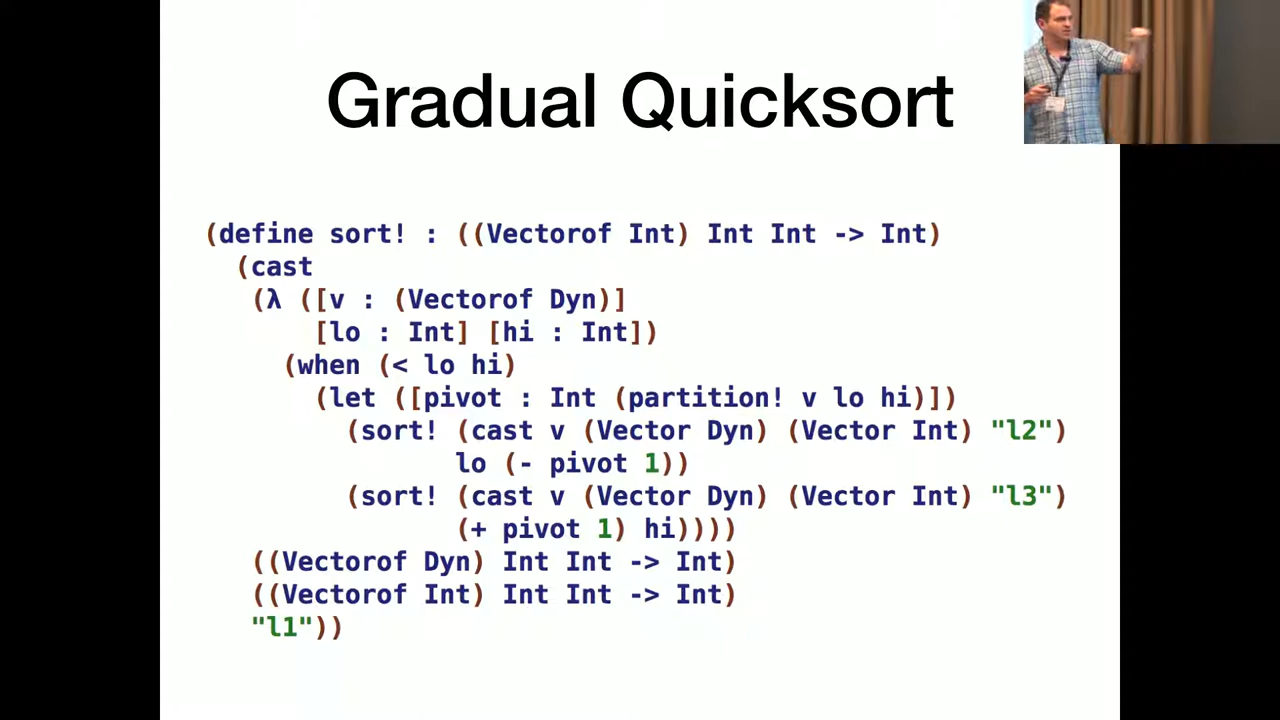 Gradual Quicksort
(define sort! : ((Vectorof Int) Int Int -> Int)
(cast
(λ ([v : (Vectorof Dyn)]
[lo : Int] [hi : Int])
(when (< lo hi)
(let ([pivot : Int (partition! v lo hi)])
(sort! (cast v (Vector Dyn) (Vector Int) "l2")
lo (- pivot 1))
(sort! (cast v (Vector Dyn) (Vector Int) "l3")
(+ pivot 1) hi))))
((Vectorof Dyn) Int Int -> Int)
((Vectorof Int) Int Int -> Int)
"l1"))